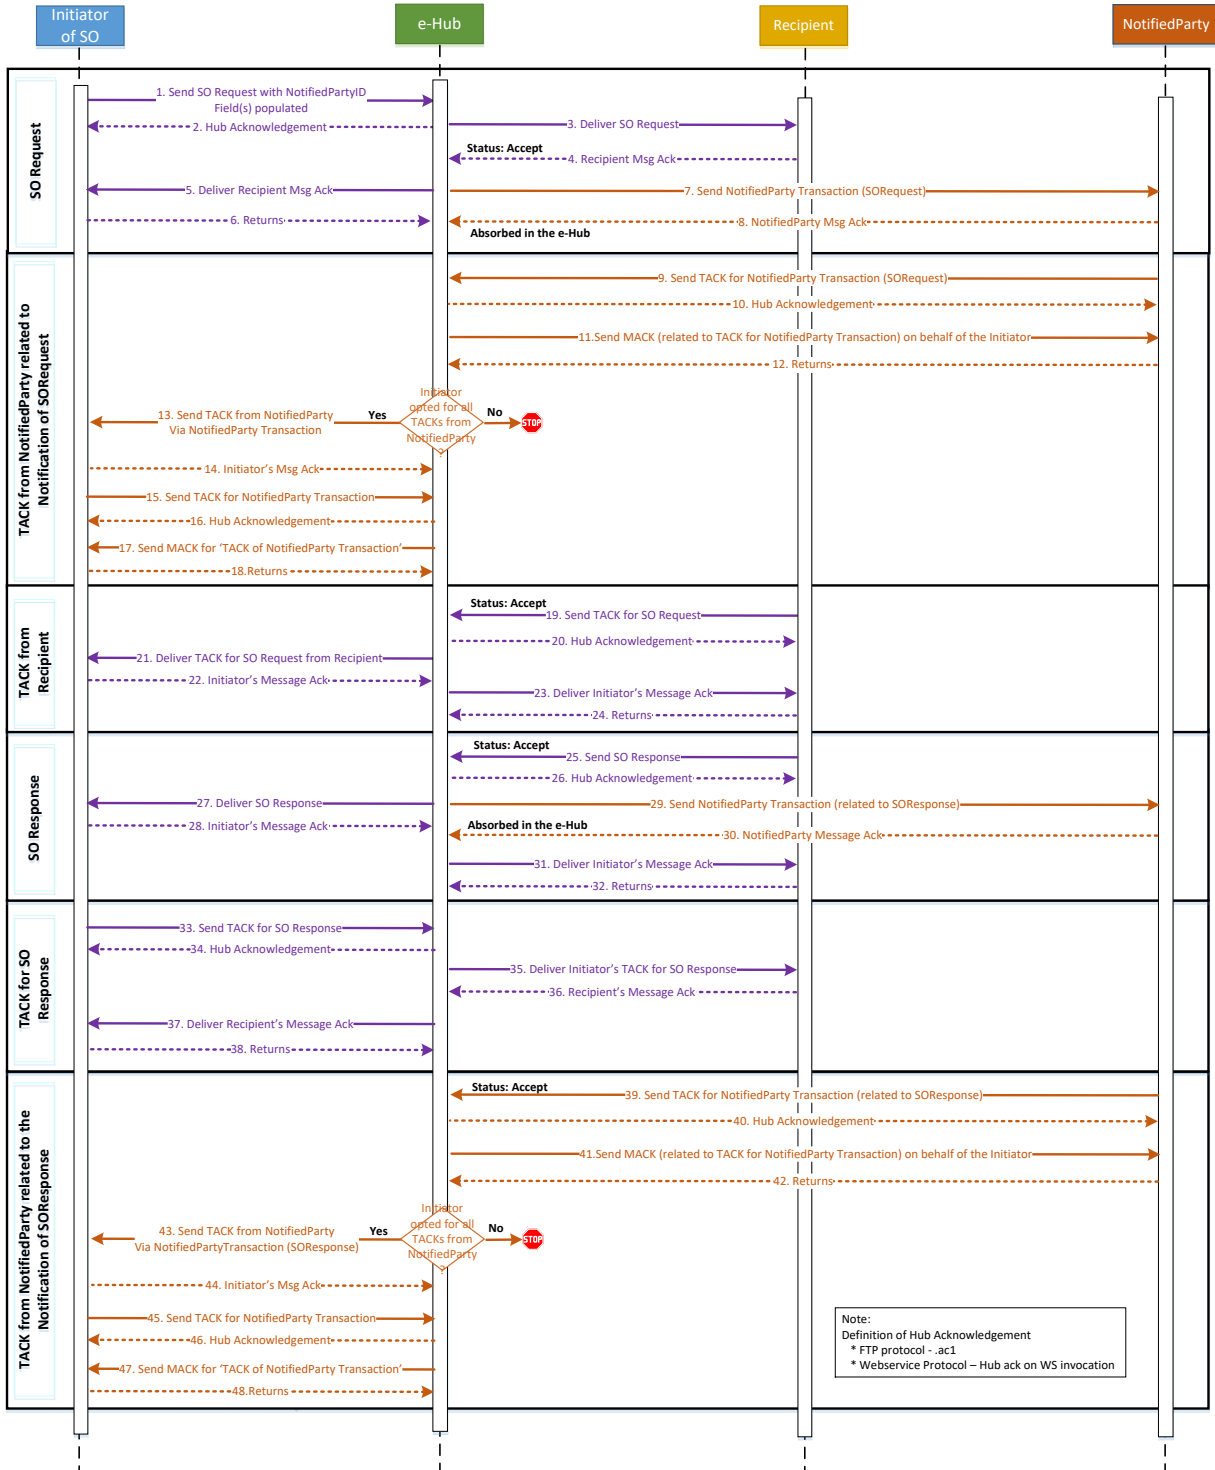 Initiator
of SO
e-Hub
Recipient
NotifiedParty
SO Request
1. Send SO Request with NotifiedPartyID
Field(s) populated
2. Hub Acknowledgement
3. Deliver SO Request
Status: Accept
4. Recipient Msg Ack
5. Deliver Recipient Msg Ack
7. Send NotifiedParty Transaction (SORequest)
6. Returns
8. NotifiedParty Msg Ack
Absorbed in the e-Hub
TACK from NotifiedParty related to
Notification of SORequest
9. Send TACK for NotifiedParty Transaction (SORequest)
10. Hub Acknowledgement
11.Send MACK (related to TACK for NotifiedParty Transaction) on behalf of the Initiator
12. Returns
Initiator
opted for all
TACKs from
NotifiedParty
?
Yes
No
STOP
13. Send TACK from NotifiedParty
Via NotifiedParty Transaction
14. Initiator's Msg Ack
15. Send TACK for NotifiedParty Transaction
16. Hub Acknowledgement
17. Send MACK for 'TACK of NotifiedParty Transaction'
18.Returns
TACK from
Recipient
Status: Accept
19. Send TACK for SO Request
20. Hub Acknowledgement
21. Deliver TACK for SO Request from Recipient
22. Initiator's Message Ack
23. Deliver Initiator's Message Ack
24. Returns
SO Response
Status: Accept
25. Send SO Response
26. Hub Acknowledgement
27. Deliver SO Response
29. Send NotifiedParty Transaction (related to SOResponse)
28. Initiator's Message Ack
Absorbed in the e-Hub
30. NotifiedParty Message Ack
31. Deliver Initiator's Message Ack
32. Returns
TACK for SO
Response
33. Send TACK for SO Response
34. Hub Acknowledgement
35. Deliver Initiator's TACK for SO Response
36. Recipient's Message Ack
37. Deliver Recipient's Message Ack
38. Returns
TACK from NotifiedParty related to the
Notification of SOResponse
Status: Accept
39. Send TACK for NotifiedParty Transaction (related to SOResponse)
40. Hub Acknowledgement
41.Send MACK (related to TACK for NotifiedParty Transaction) on behalf of the Initiator
42. Returns
Initiator
opted for all
TACKs from
NotifiedParty
?
Yes
No
STOP
43. Send TACK from NotifiedParty
Via NotifiedPartyTransaction (SOResponse)
44. Initiator's Msg Ack
45. Send TACK for NotifiedParty Transaction
46. Hub Acknowledgement
47. Send MACK for 'TACK of NotifiedParty Transaction'
48.Returns
Note:
Definition of Hub Acknowledgement
* FTP protocol - .ac1
* Webservice Protocol – Hub ack on WS invocation